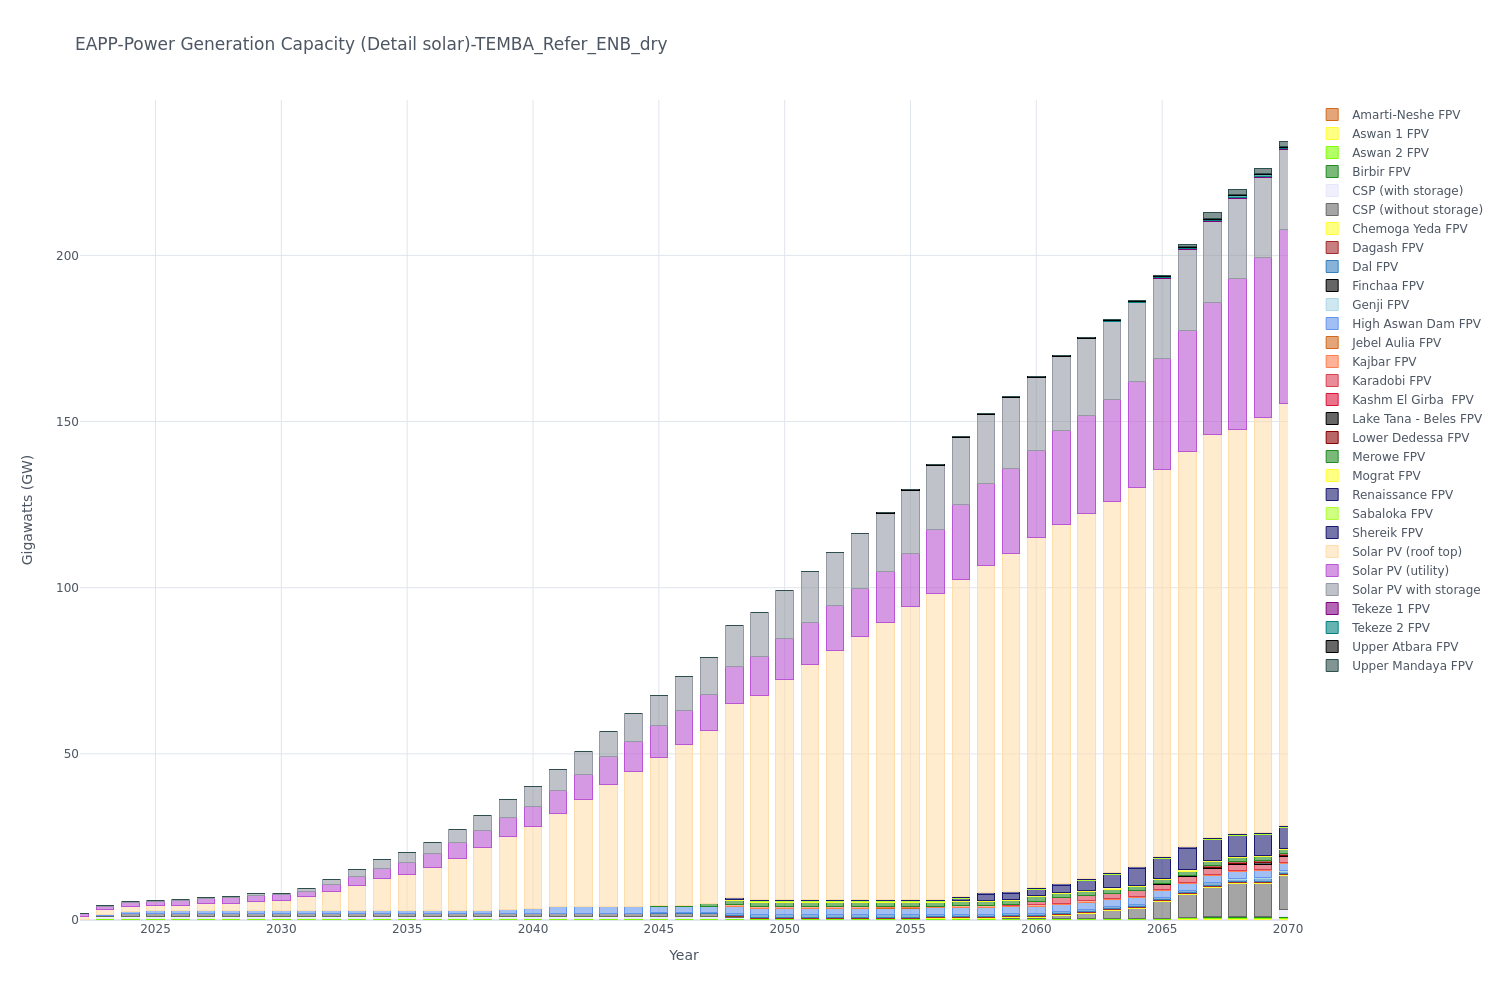 EAPP-Power Generation Capacity (Detail solar)-TEMBA_Refer_ENB_dry
Gigawatts (GW)
200
150
100
50
0
2025
2030
2035
2040
2045
2050
2055
2060
2065
2070
Year
Amarti-Neshe FPV
Aswan 1 FPV
Aswan 2 FPV
Birbir FPV
CSP (with storage)
CSP (without storage)
Chemoga Yeda FPV
Dagash FPV
Dal FPV
Finchaa FPV
Genji FPV
High Aswan Dam FPV
Jebel Aulia FPV
Kajbar FPV
Karadobi FPV
Kashm El Girba  FPV
Lake Tana - Beles FPV
Lower Dedessa FPV
Merowe FPV
Mograt FPV
Renaissance FPV
Sabaloka FPV
Shereik FPV
Solar PV (roof top)
Solar PV (utility)
Solar PV with storage
Tekeze 1 FPV
Tekeze 2 FPV
Upper Atbara FPV
Upper Mandaya FPV